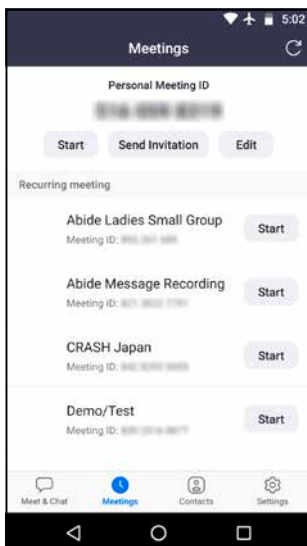 5:02
Meetings
Personal Meeting ID
Start Send Invitation Edit
Recurring meeting
Abide Ladies Small Group
Meeting ID:
Start
Abide Message Recording
Meeting ID:
Start
CRASH Japan
Meeting ID:
Start
Demo/Test
Meeting ID:
Start
Meet & Chat Meetings Contacts Settings